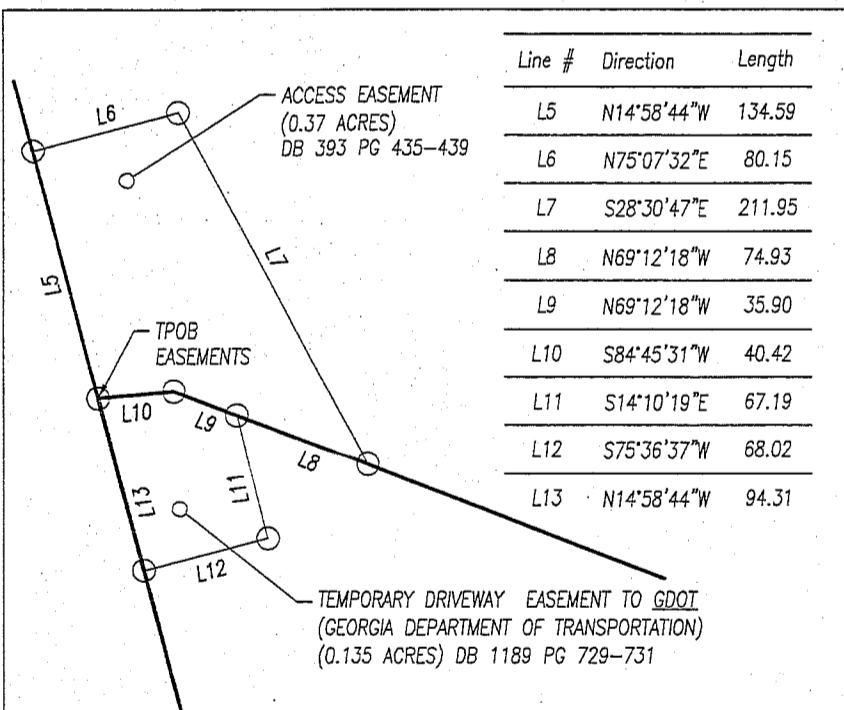 Line # Direction Length
L5 N14°58'44"W 134.59
L6 N75°07'32"E 80.15
L7 S28°30'47"E 211.95
L8 N69°12'18"W 74.93
L9 N69°12'18"W 35.90
L10 S84°45'31"W 40.42
L11 S14°10'19"E 67.19
L12 S75°36'37"W 68.02
L13 N14°58'44"W 94.31
ACCESS EASEMENT
(0.37 ACRES)
DB 393 PG 435-439
L6
L7
L5
TPOB
EASEMENTS
L10
L9
L8
L11
L13
L12
TEMPORARY DRIVEWAY EASEMENT TO GDOT
(GEORGIA DEPARTMENT OF TRANSPORTATION)
(0.135 ACRES) DB 1189 PG 729-731